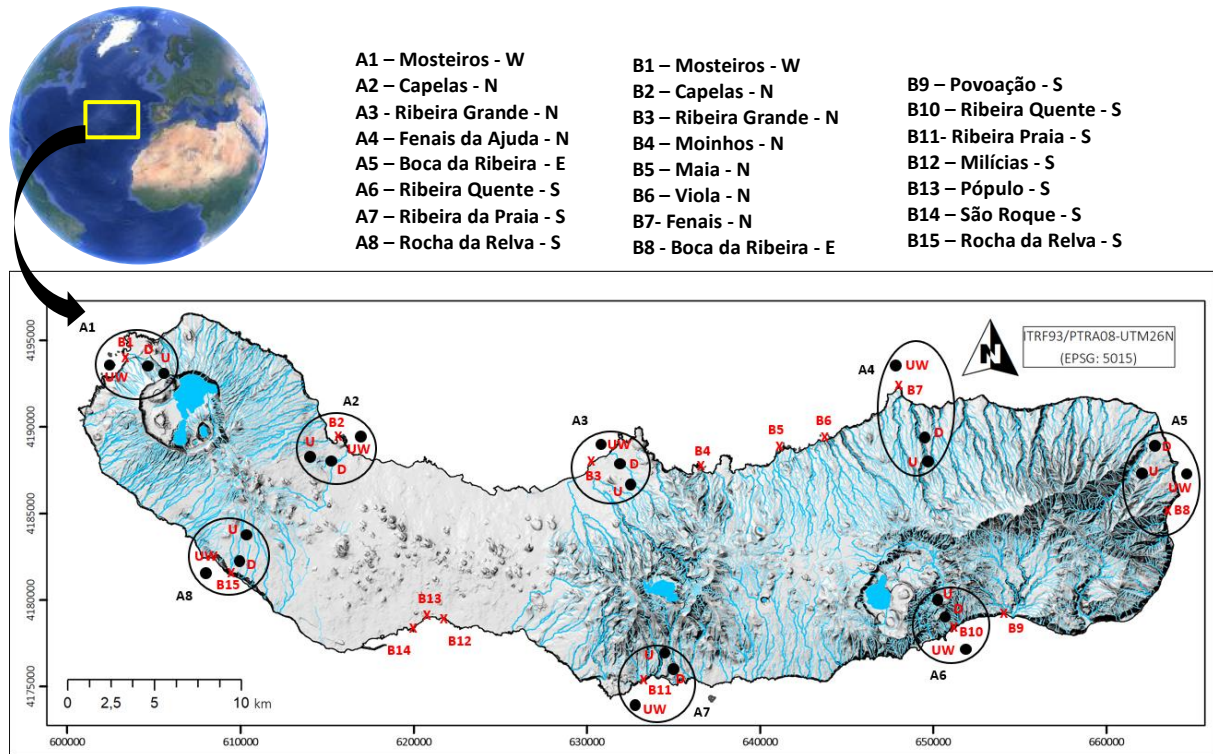 A1 – Mosteiros - W
A2 – Capelas - N
A3 - Ribeira Grande - N
A4 – Fenais da Ajuda - N
A5 – Boca da Ribeira - E
A6 – Ribeira Quente - S
A7 – Ribeira da Praia - S
A8 – Rocha da Relva - S
B1 – Mosteiros - W
B2 – Capelas - N
B3 – Ribeira Grande - N
B4 – Moinhos - N
B5 – Maia - N
B6 – Viola - N
B7- Fenais - N
B8 - Boca da Ribeira - E
B9 – Povoação - S
B10 – Ribeira Quente - S
B11- Ribeira Praia - S
B12 – Milícias - S
B13 – Pópulo - S
B14 – São Roque - S
B15 – Rocha da Relva - S
A1
B1
D
U
UW
A2
B2
U
UW
D
A3
UW
B3
D
U
B4
B5
B6
A4
UW
B7
D
U
A5
D
U
UW
B8
N
ITRF93/PTRA08-UTM26N
(EPSG: 5015)
U
UW
D
B15
A8
B13
B14
B12
U
D
B11
UW
A7
U
D
B10
B9
UW
A6
4195000
4190000
4185000
4180000
4175000
0
2,5
5
10 km
600000
610000
620000
630000
640000
650000
660000